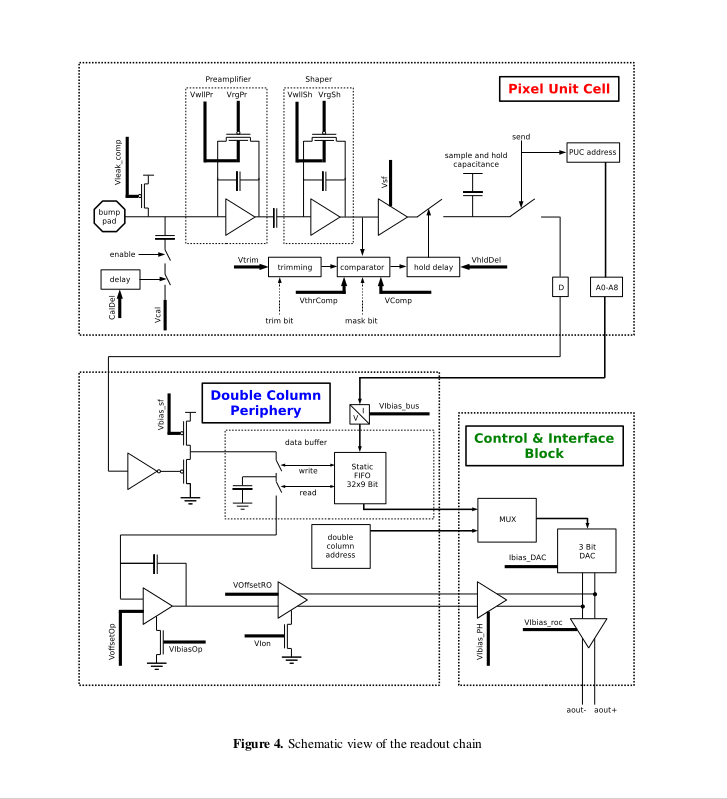 Pixel Unit Cell
Preamplifier
Shaper
VwllPr VrgPr
VwllSh VrgSh
Vleak_comp
Vsf
send
PUC address
sample and hold
capacitance
bump
pad
enable
delay
CalDel
Vcal
Vtrim
trimming
comparator
hold delay
VhldDel
VthrComp
VComp
trim bit
mask bit
D
A0-A8
Double Column
Periphery
Vbias_sf
V
I
VIbias_bus
data buffer
write
read
Static
FIFO
32x9 Bit
double
column
address
Control & Interface
Block
MUX
3 Bit
DAC
Ibias_DAC
VOffsetRO
VoffsetOp
VIbiasOp
VIon
VIbias_PH
VIbias_roc
aout- aout+
Figure 4. Schematic view of the readout chain